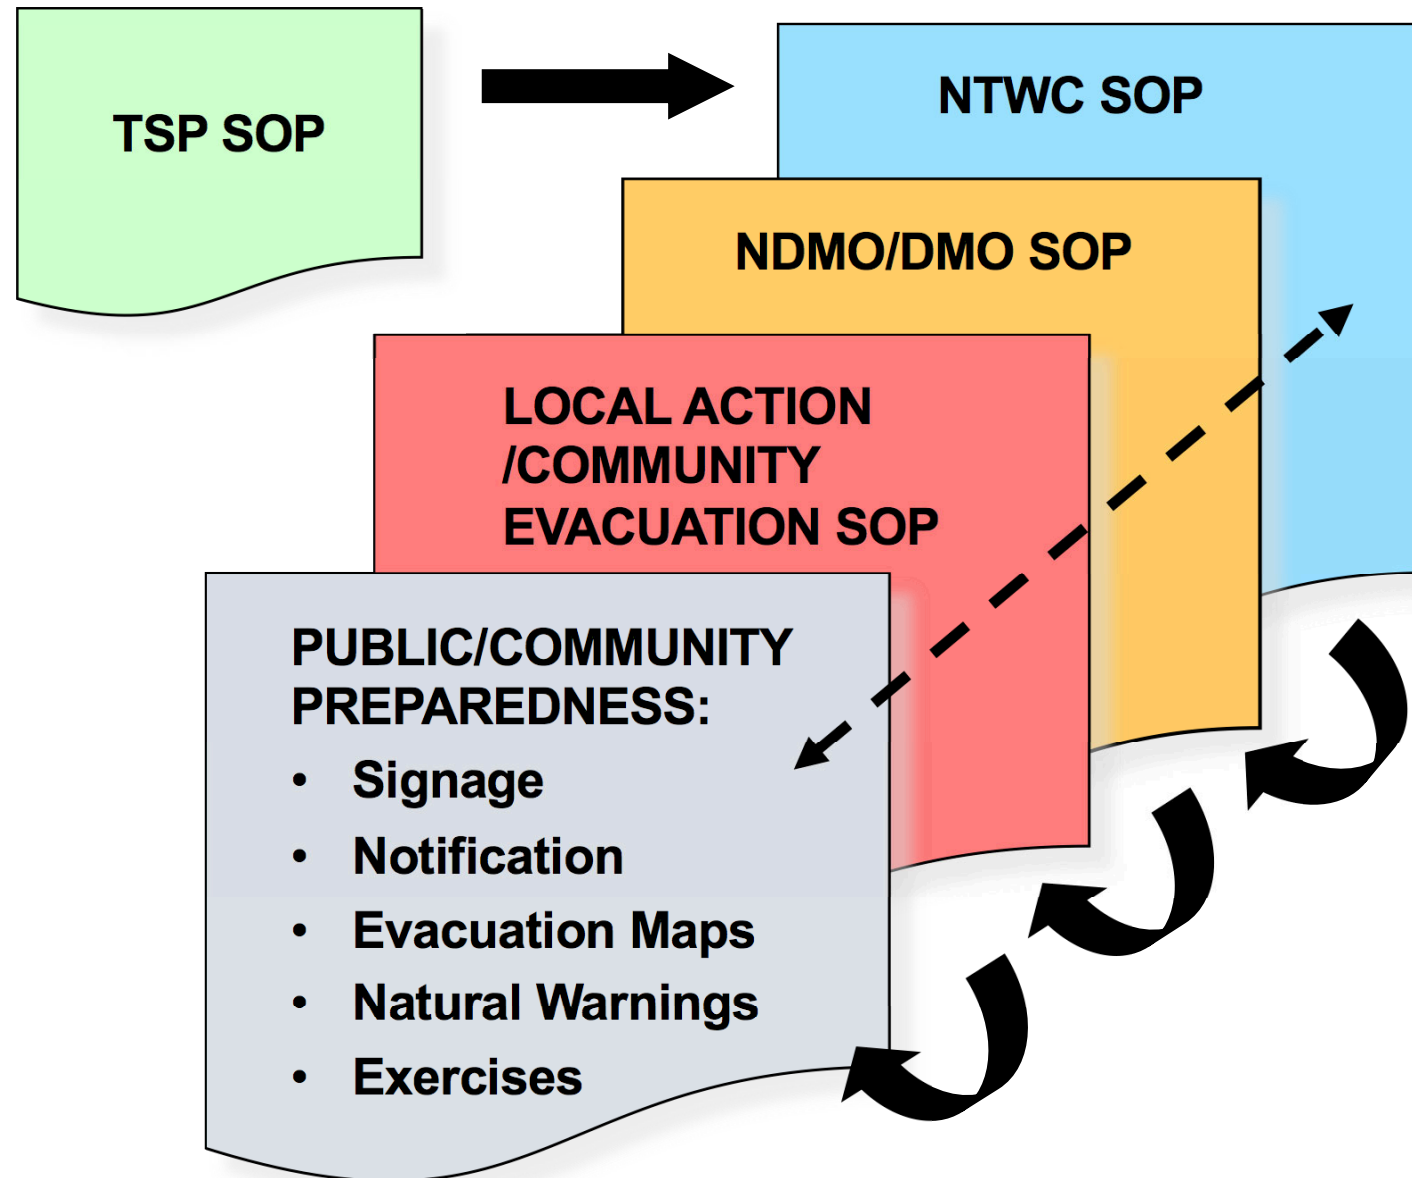 TSP SOP
NTWC SOP
NDMO/DMO SOP
LOCAL ACTION
/COMMUNITY
EVACUATION SOP
PUBLIC/COMMUNITY
PREPAREDNESS:
• Signage
• Notification
• Evacuation Maps
• Natural Warnings
• Exercises